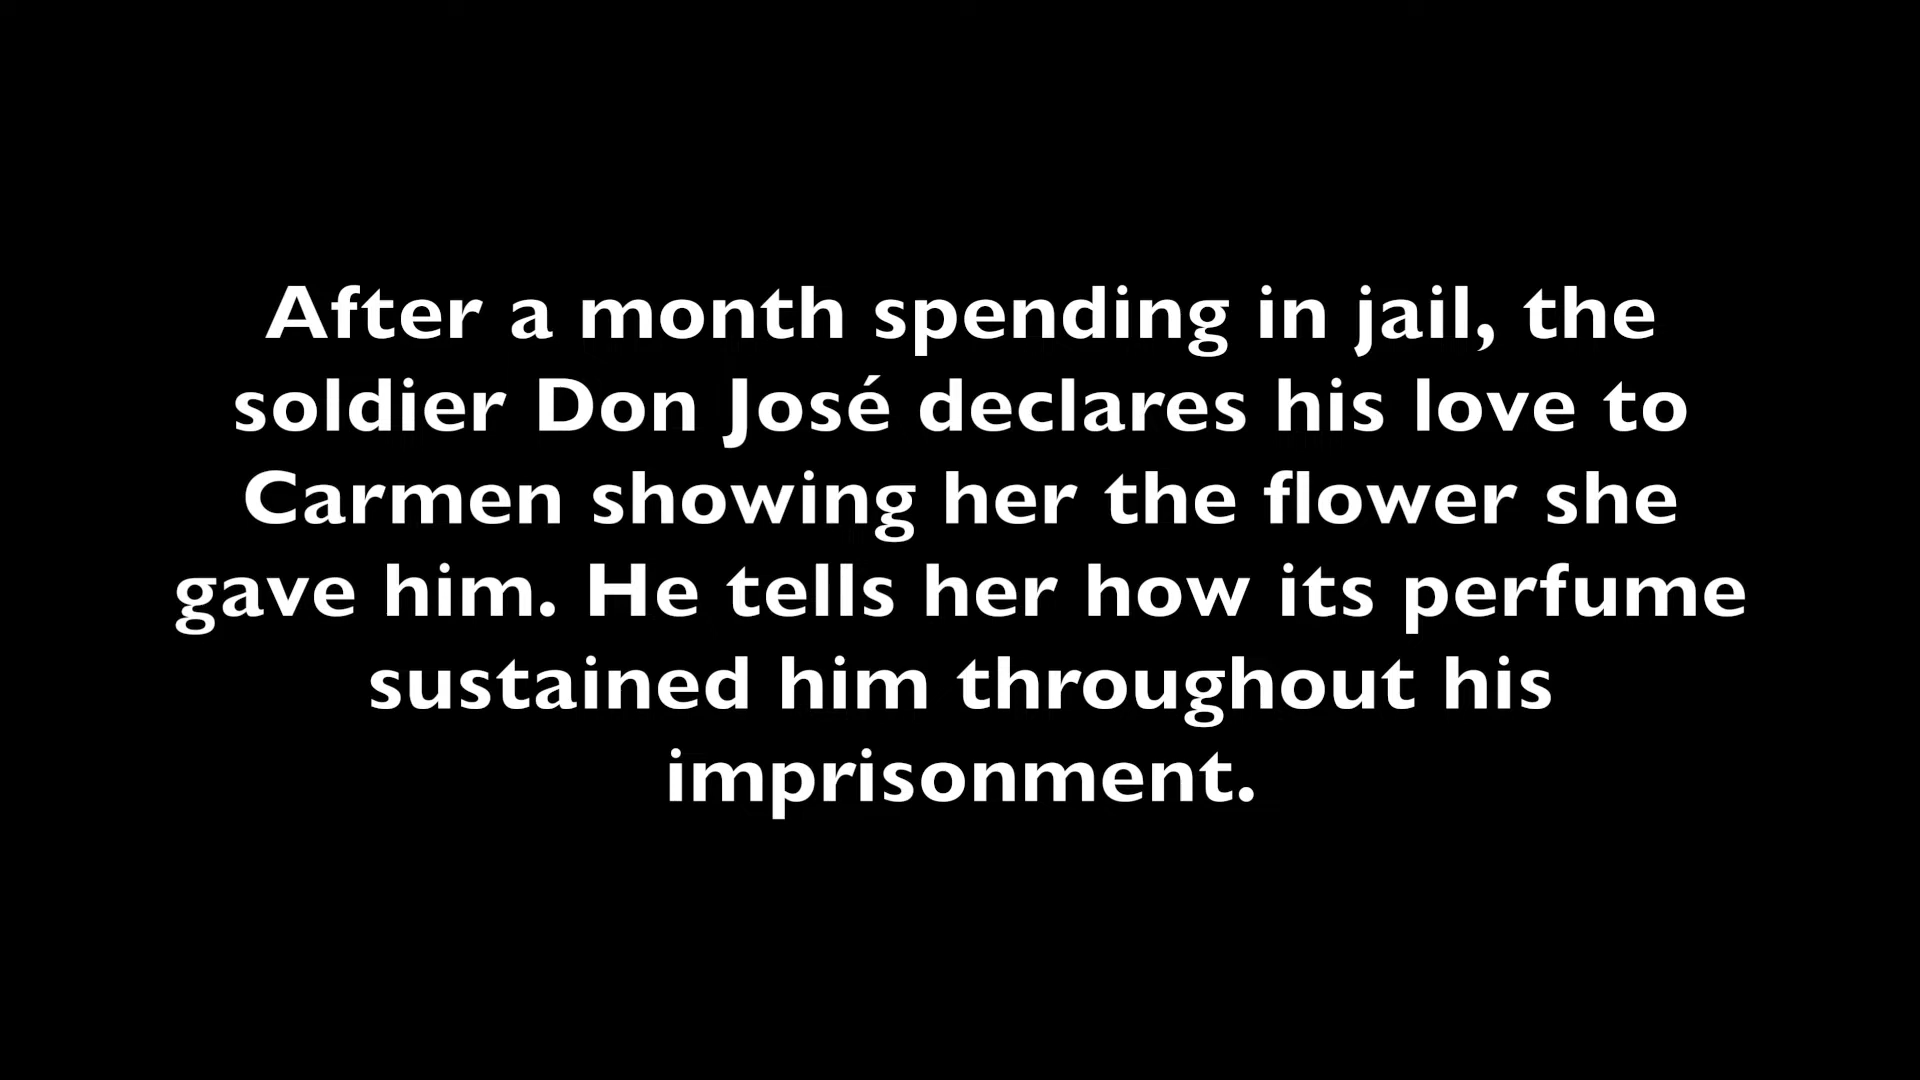 After a month spending in jail, the
soldier Don José declares his love to
Carmen showing her the flower she
gave him. He tells her how its perfume
sustained him throughout his
imprisonment.